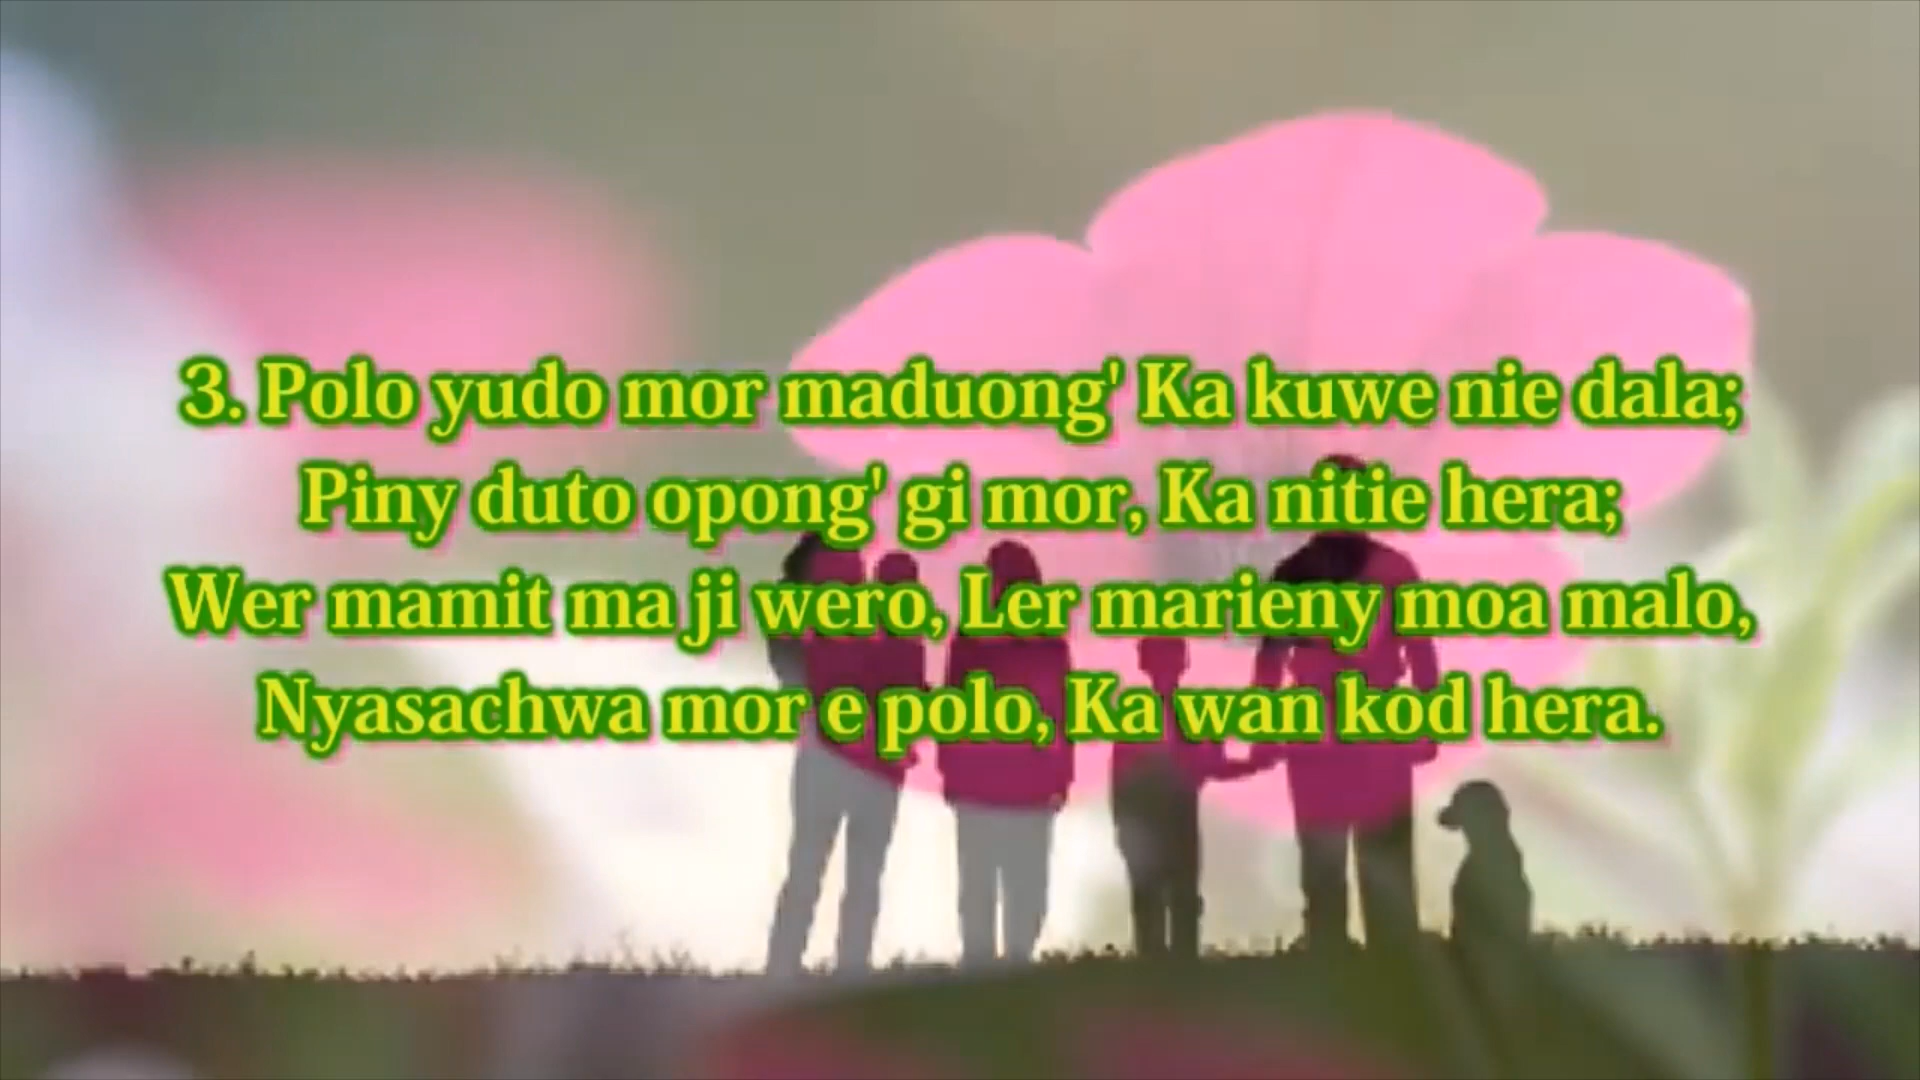 3. Polo yudo mor maduong' Ka kuwe nie dala;
Piny duto opong' gi mor, Ka nitie hera;
Wer mamit ma ji wero, Ler marieny moa malo,
Nyasachwa mor e polo, Ka wan kod hera.